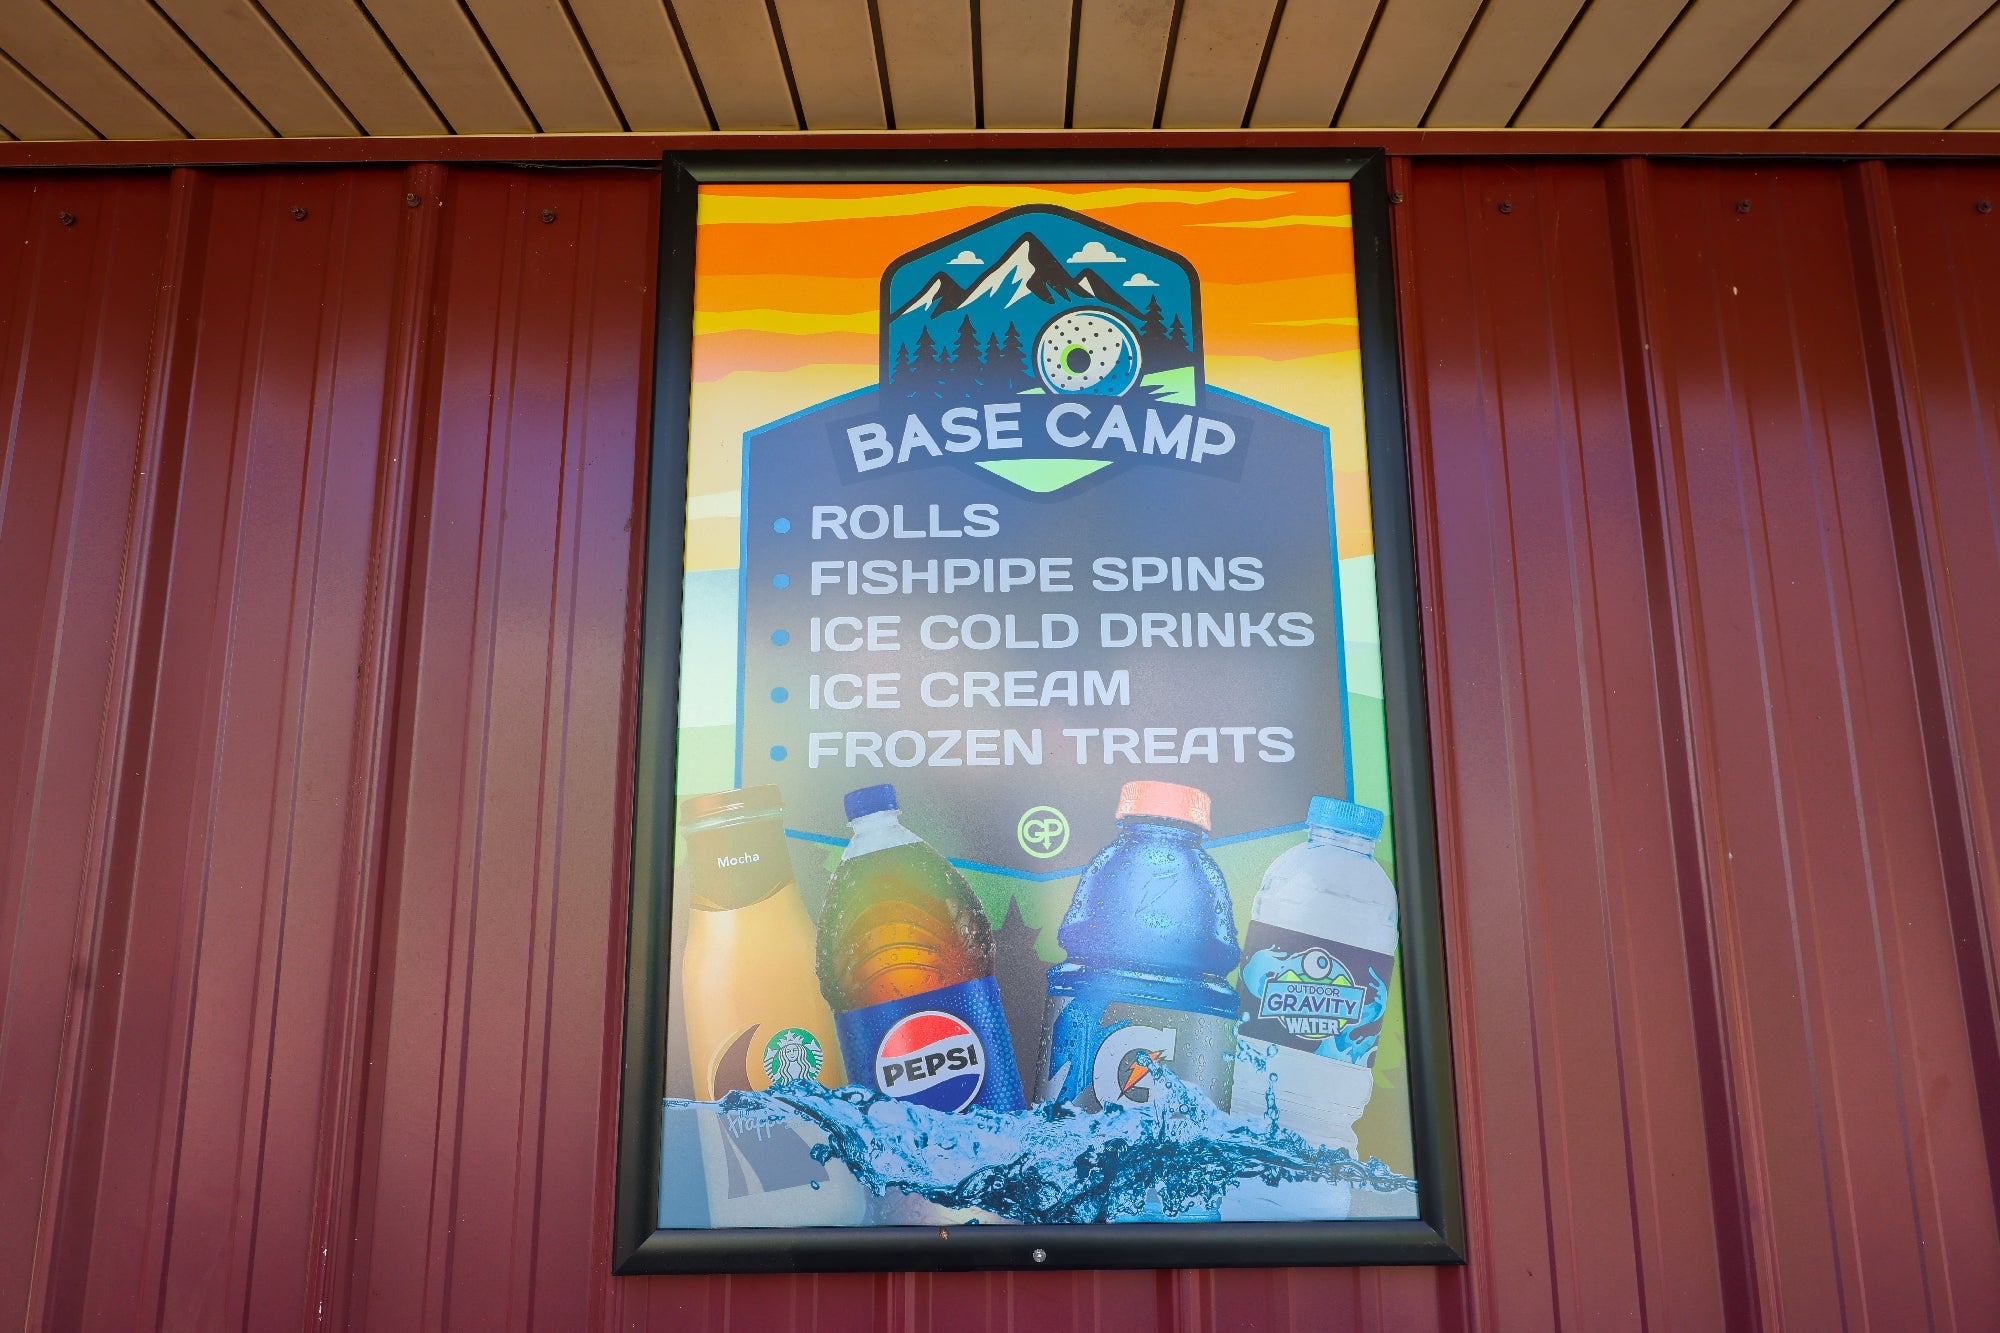 BASE CAMP
• ROLLS
• FISHPIPE SPINS
• ICE COLD DRINKS
• ICE CREAM
• FROZEN TREATS
GP
Mocha
PEPSI
G
OUTDOOR
GRAVITY
WATER